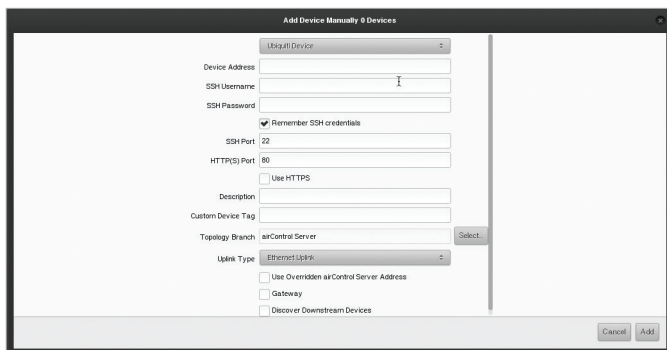 Add Device Manually 0 Devices
Ubiquiti Device
Device Address
SSH Username
SSH Password
Remember SSH credentials
SSH Port 22
HTTP(S) Port 80
Use HTTPS
Description
Custom Device Tag
Topology Branch airControl Server Select...
Uplink Type Ethernet Uplink
Use Overridden airControl Server Address
Gateway
Discover Downstream Devices
Cancel Add